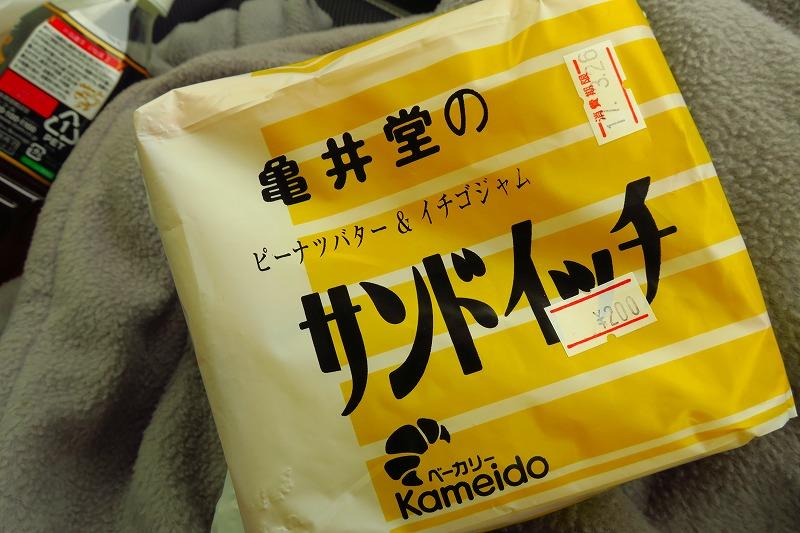 亀井堂の
ピーナツバター & イチゴジャム
サンドイッチ
消費期限
17. 3.26
¥200
ベーカリー
Kameido
PET